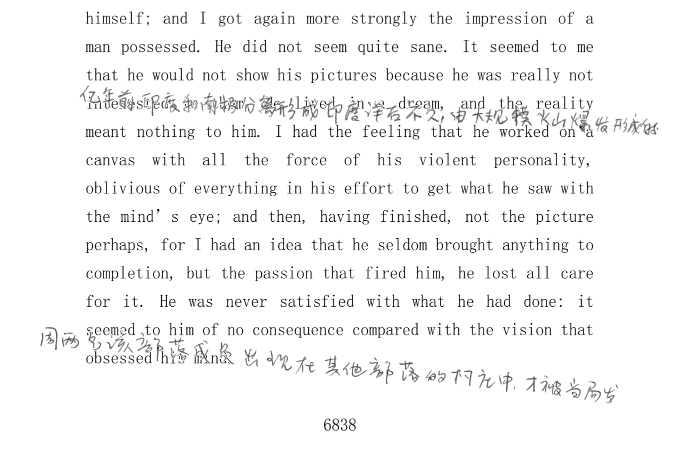 himself; and I got again more strongly the impression of a
man possessed. He did not seem quite sane. It seemed to me
that he would not show his pictures because he was really not
亿年前印度和南极分离形成印度洋后不久,由大规模火山爆发形成的
interested in them. He lived in a dream, and the reality
meant nothing to him. I had the feeling that he worked on a
canvas with all the force of his violent personality,
oblivious of everything in his effort to get what he saw with
the mind’s eye; and then, having finished, not the picture
perhaps, for I had an idea that he seldom brought anything to
completion, but the passion that fired him, he lost all care
for it. He was never satisfied with what he had done: it
seemed to him of no consequence compared with the vision that
周两名该部落成员出现在其他部落的村庄中,才被当局发
obsessed his mind.
6838